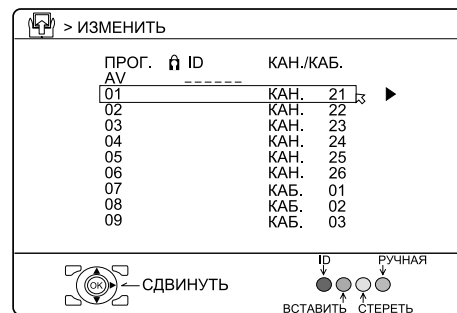 > ИЗМЕНИТЬ
ПРОГ. ID КАН./КАБ.
AV _ _ _ _ _ _
01 КАН. 21
02 КАН. 22
03 КАН. 23
04 КАН. 24
05 КАН. 25
06 КАН. 26
07 КАБ. 01
08 КАБ. 02
09 КАБ. 03
ID РУЧНАЯ
OK СДВИНУТЬ
ВСТАВИТЬ СТЕРЕТЬ